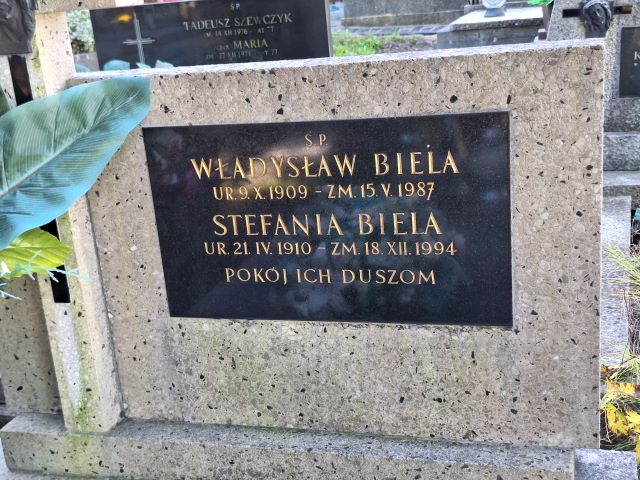 Ś.P.
TADEUSZ SZEWCZYK
MARIA
Ś.P.
WŁADYSŁAW BIELA
UR. 9. X. 1909 - ZM. 15 V. 1987
STEFANIA BIELA
UR. 21. IV. 1910 - ZM. 18. XII. 1994
POKÓJ ICH DUSZOM